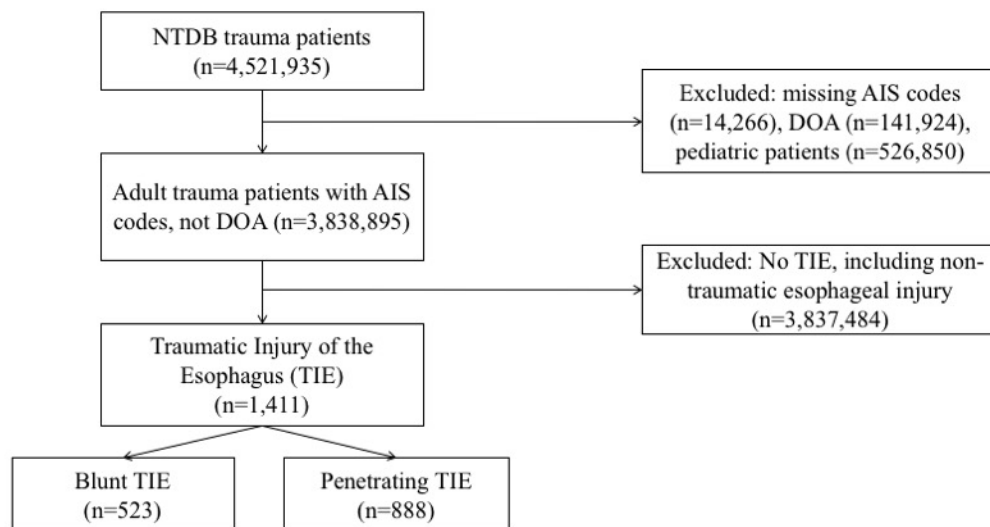 NTDB trauma patients
(n=4,521,935)
Excluded: missing AIS codes
(n=14,266), DOA (n=141,924),
pediatric patients (n=526,850)
Adult trauma patients with AIS
codes, not DOA (n=3,838,895)
Excluded: No TIE, including non-
traumatic esophageal injury
(n=3,837,484)
Traumatic Injury of the
Esophagus (TIE)
(n=1,411)
Blunt TIE
(n=523)
Penetrating TIE
(n=888)